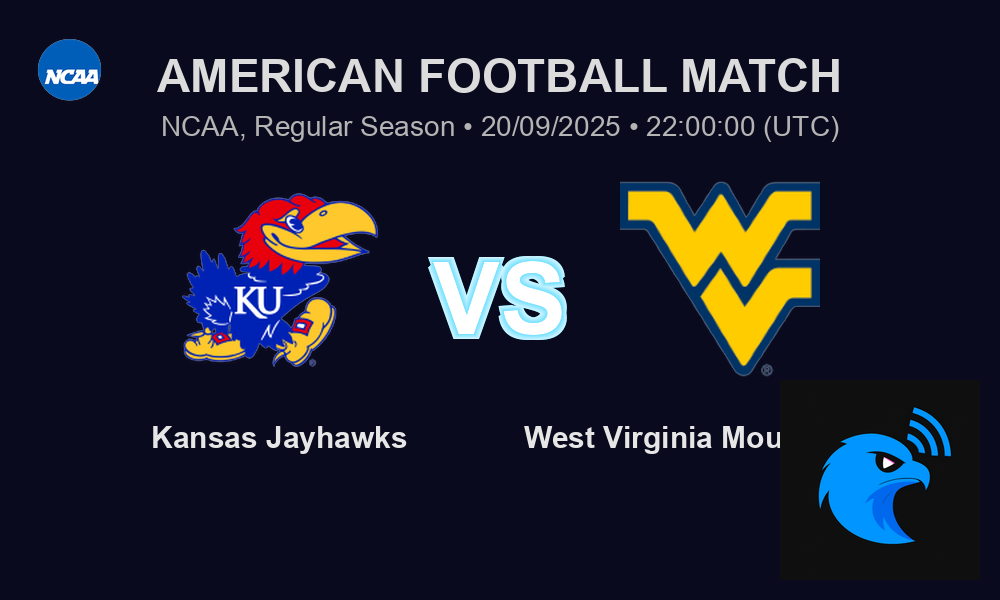 NCAA
AMERICAN FOOTBALL MATCH
NCAA, Regular Season • 20/09/2025 • 22:00:00 (UTC)
KU
VS
WV
®
Kansas Jayhawks
West Virginia Mou